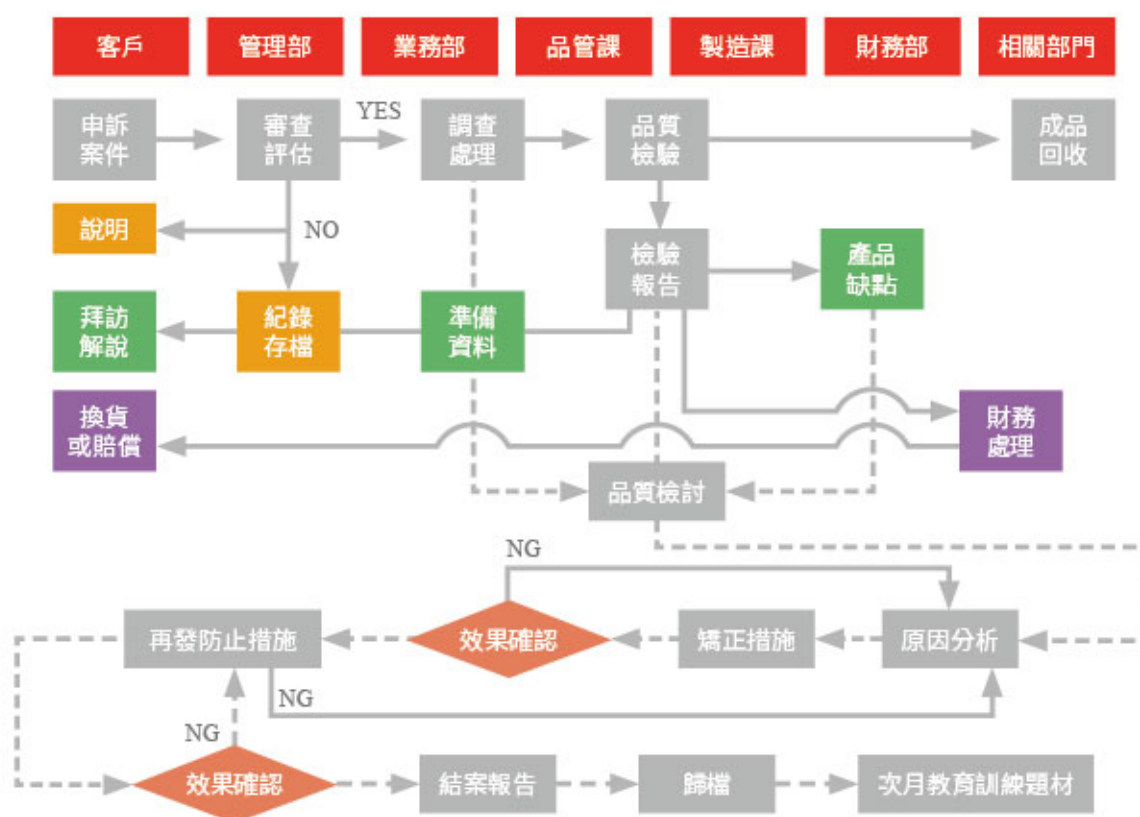 客戶
管理部
業務部
品管課
製造課
財務部
相關部門
申訴
案件
審查
評估
YES
調查
處理
品質
檢驗
成品
回收
說明
NO
檢驗
報告
產品
缺點
拜訪
解說
紀錄
存檔
準備
資料
換貨
或賠償
財務
處理
品質檢討
NG
再發防止措施
效果確認
矯正措施
原因分析
NG
NG
效果確認
結案報告
歸檔
次月教育訓練題材